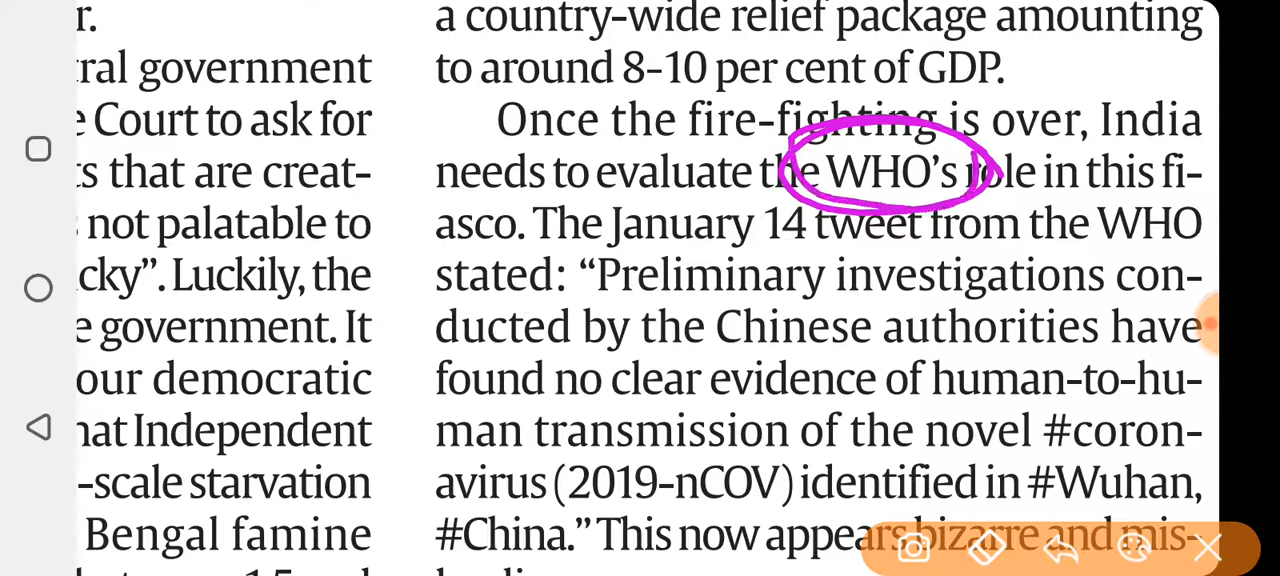 r.
tral government
e Court to ask for
ts that are creat-
not palatable to
cky”. Luckily, the
e government. It
our democratic
hat Independent
-scale starvation
Bengal famine
a country-wide relief package amounting
to around 8-10 per cent of GDP.
Once the fire-fighting is over, India
needs to evaluate the WHO’s role in this fi-
asco. The January 14 tweet from the WHO
stated: “Preliminary investigations con-
ducted by the Chinese authorities have
found no clear evidence of human-to-hu-
man transmission of the novel #coron-
avirus (2019-nCOV) identified in #Wuhan,
#China.” This now appears bizarre and mis-